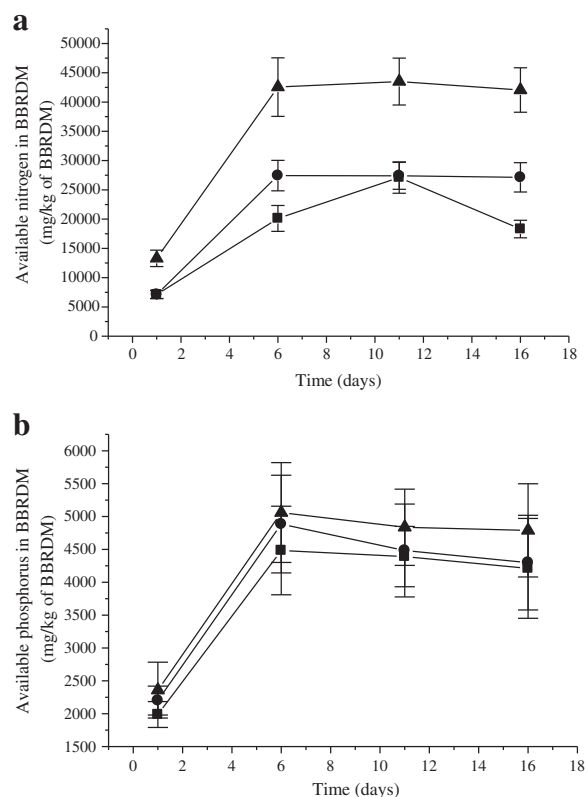 a
50000
45000
40000
35000
30000
25000
20000
15000
10000
5000
0
Available nitrogen in BBRDM
(mg/kg of BBRDM)
0 2 4 6 8 10 12 14 16 18
Time (days)
b
6000
5500
5000
4500
4000
3500
3000
2500
2000
1500
Available phosphorus in BBRDM
(mg/kg of BBRDM)
0 2 4 6 8 10 12 14 16 18
Time (days)